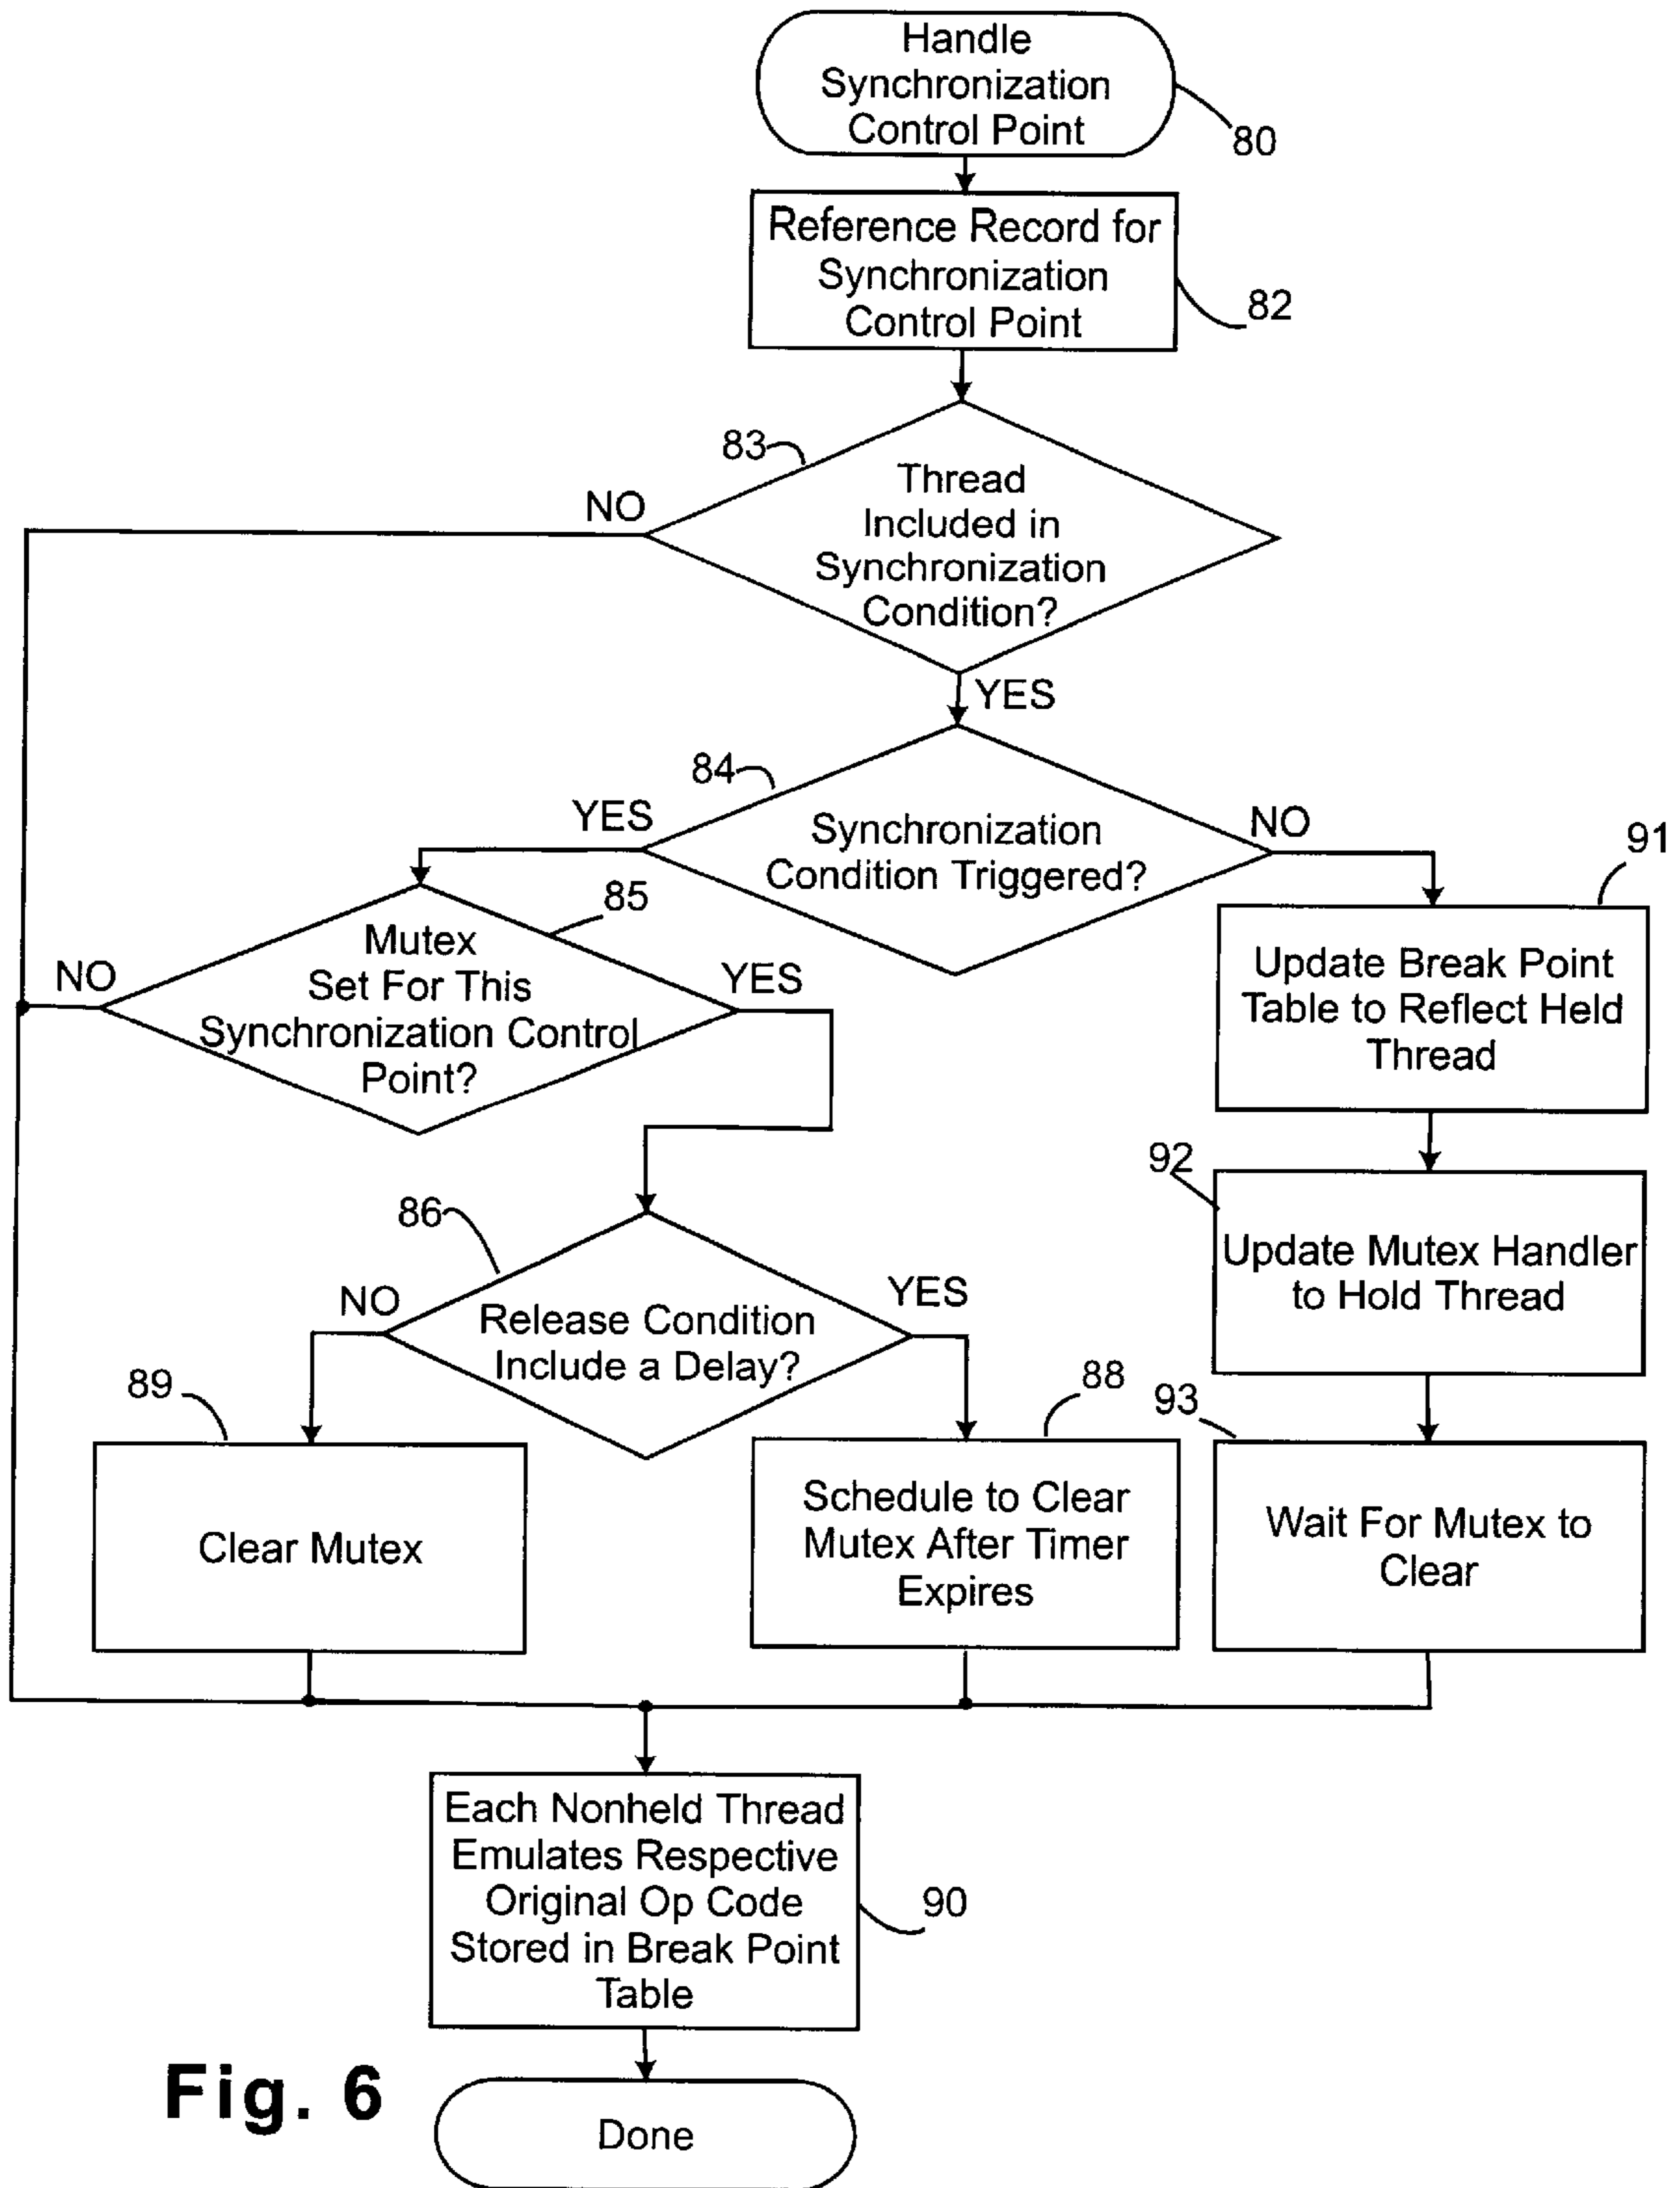 Handle
Synchronization
Control Point
80
Reference Record for
Synchronization
Control Point
82
83
Thread
Included in
Synchronization
Condition?
NO
YES
84
Synchronization
Condition Triggered?
YES
NO
91
85
Mutex
Set For This
Synchronization Control
Point?
NO
YES
Update Break Point
Table to Reflect Held
Thread
92
Update Mutex Handler
to Hold Thread
86
Release Condition
Include a Delay?
NO
YES
89
Clear Mutex
88
Schedule to Clear
Mutex After Timer
Expires
93
Wait For Mutex to
Clear
Each Nonheld Thread
Emulates Respective
Original Op Code
Stored in Break Point
Table
90
Done
Fig. 6